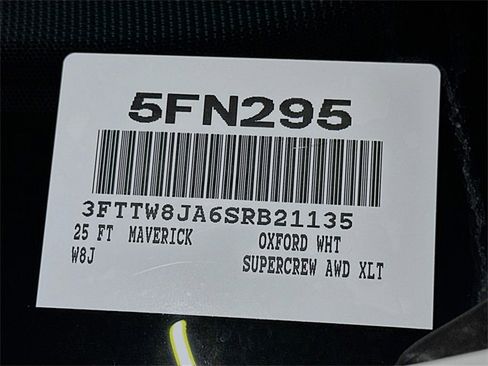 5FN295
3FTTW8JA6SRB21135
25 FT MAVERICK OXFORD WHT
W8J SUPERCREW AWD XLT